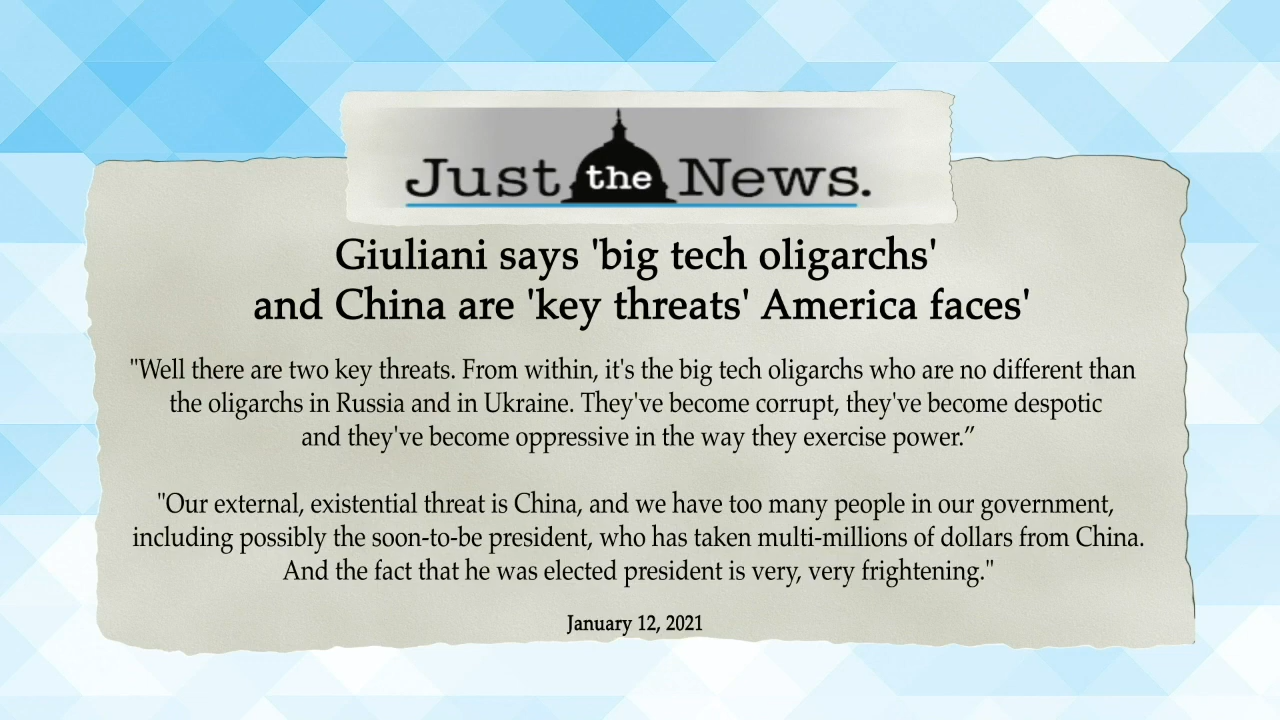 Just the News.
Giuliani says 'big tech oligarchs'
and China are 'key threats' America faces'
"Well there are two key threats. From within, it's the big tech oligarchs who are no different than
the oligarchs in Russia and in Ukraine. They've become corrupt, they've become despotic
and they've become oppressive in the way they exercise power.”
"Our external, existential threat is China, and we have too many people in our government,
including possibly the soon-to-be president, who has taken multi-millions of dollars from China.
And the fact that he was elected president is very, very frightening."
January 12, 2021